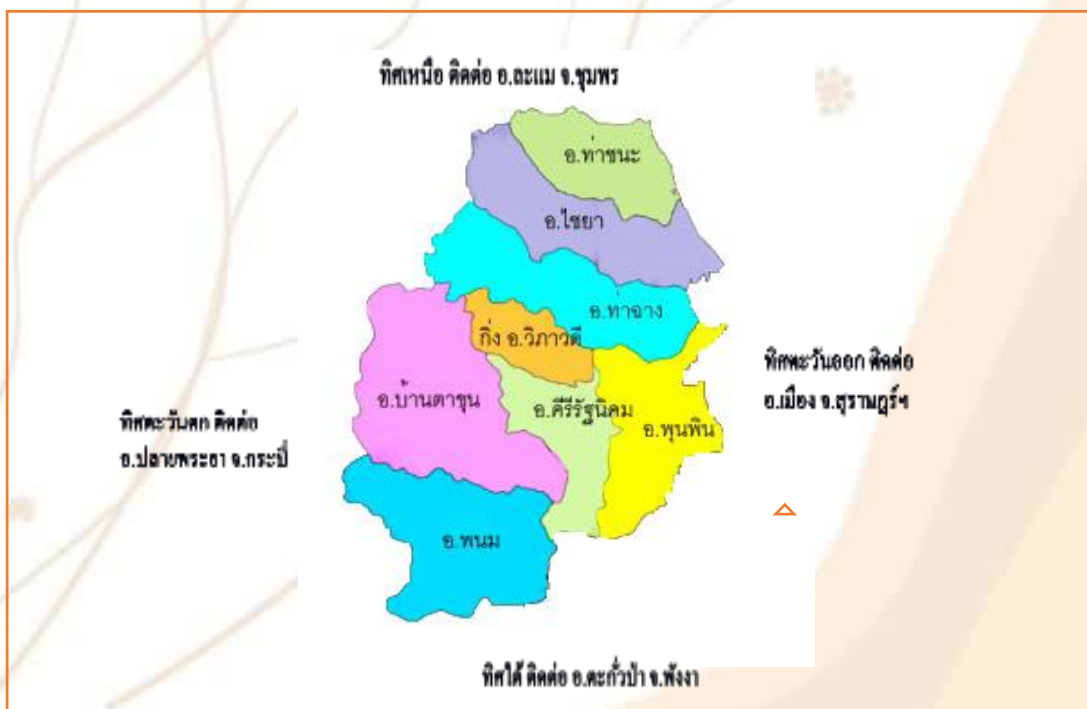 ทิศเหนือ ติดต่อ อ.ละแม จ.ชุมพร
อ.ท่าชนะ
อ.ไชยา
อ.ท่าฉาง
กิ่ง อ.วิภาวดี
อ.บ้านตาขุน
อ.คีรีรัฐนิคม
อ.พุนพิน
ทิศตะวันออก ติดต่อ
อ.เมือง จ.สุราษฎร์ฯ
ทิศตะวันตก ติดต่อ
อ.ปลายพระยา จ.กระบี่
อ.พนม
ทิศใต้ ติดต่อ อ.ตะกั่วป่า จ.พังงา